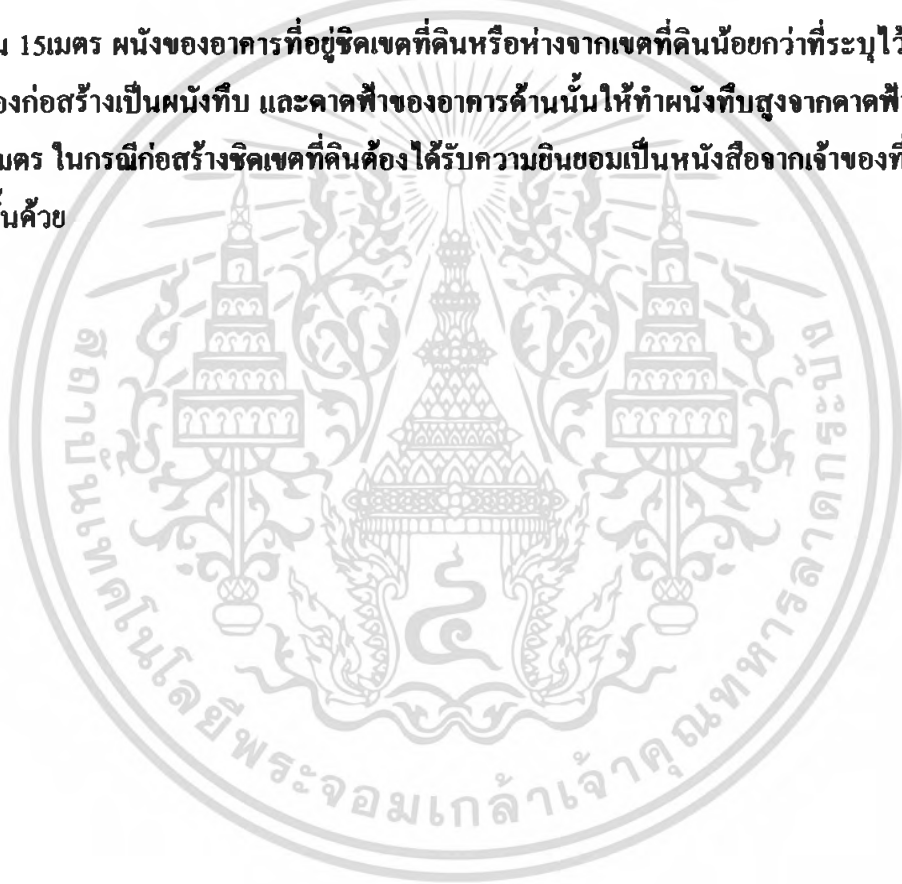 น 15เมตร ผนังของอาคารที่อยู่ชิดเขตที่ดินหรือห่างจากเขตที่ดินน้อยกว่าที่ระบุไว้
องก่อสร้างเป็นผนังทึบ และดาดฟ้าของอาคารด้านนั้นให้ทำผนังทึบสูงจากดาดฟ้า
มตร ในกรณีก่อสร้างชิดเขตที่ดินต้องได้รับความยินยอมเป็นหนังสือจากเจ้าของที่
ั้นด้วย
สถาบันเทคโนโลยีพระจอมเกล้าเจ้าคุณทหารลาดกระบัง
๔